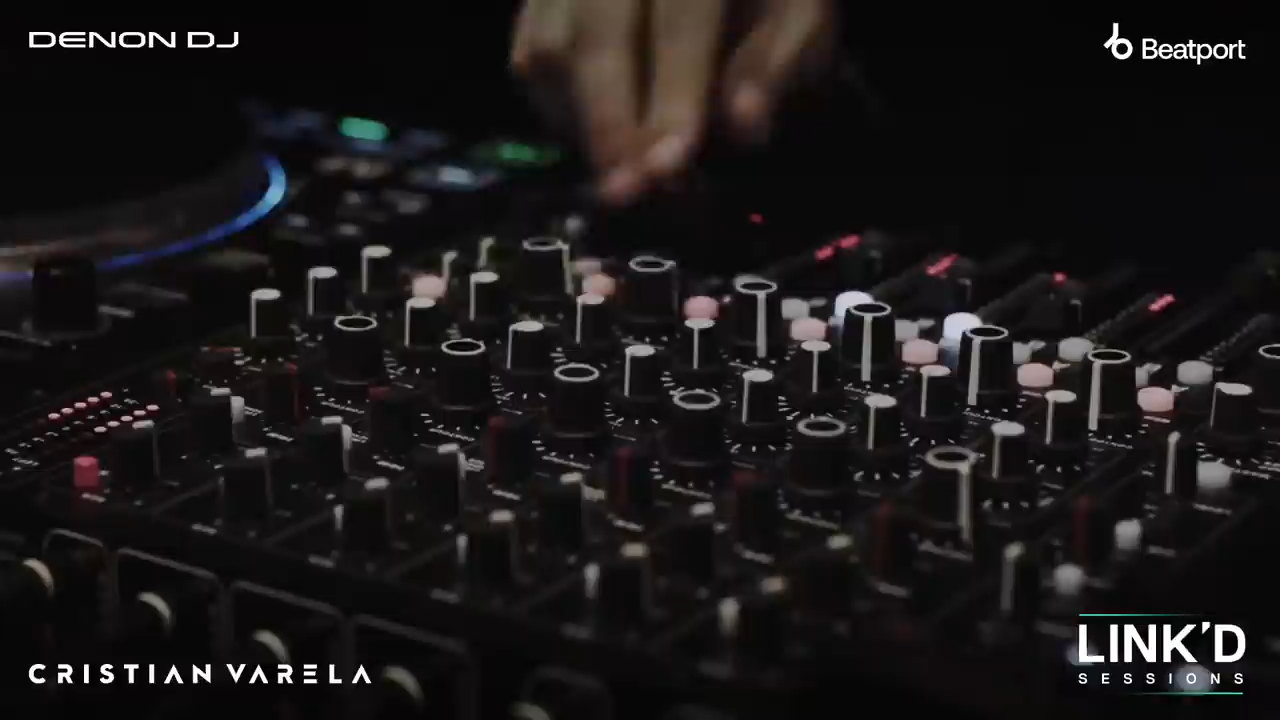 DENON DJ
Beatport
CRISTIAN VARELA
LINK'D
SESSIONS